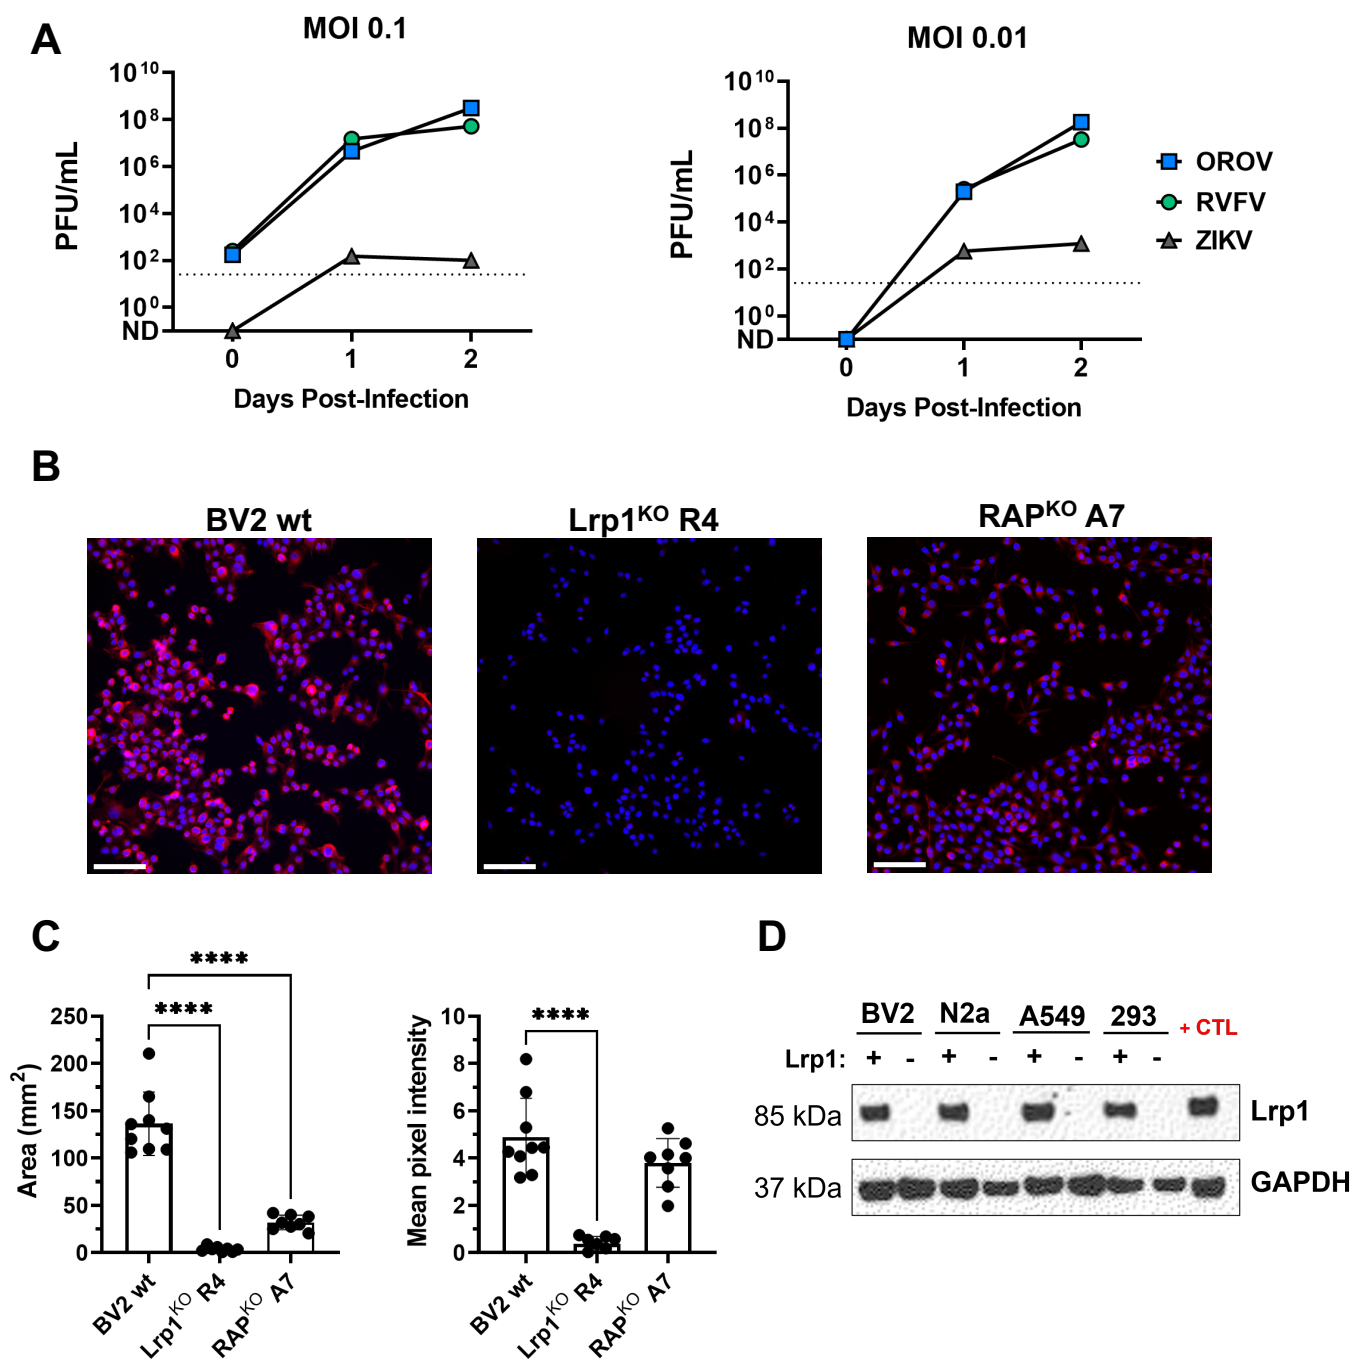 A
MOI 0.1
MOI 0.01
PFU/mL
10^10
10^8
10^6
10^4
10^2
10^0
ND
0 1 2
Days Post-Infection
PFU/mL
10^10
10^8
10^6
10^4
10^2
10^0
ND
0 1 2
Days Post-Infection
OROV
RVFV
ZIKV
B
BV2 wt
Lrp1^KO R4
RAP^KO A7
C
Area (mm^2)
250
200
150
100
50
0
****
****
BV2 wt
Lrp1^KO R4
RAP^KO A7
Mean pixel intensity
10
8
6
4
2
0
****
BV2 wt
Lrp1^KO R4
RAP^KO A7
D
BV2 N2a A549 293 + CTL
Lrp1: + - + - + - + -
85 kDa Lrp1
37 kDa GAPDH